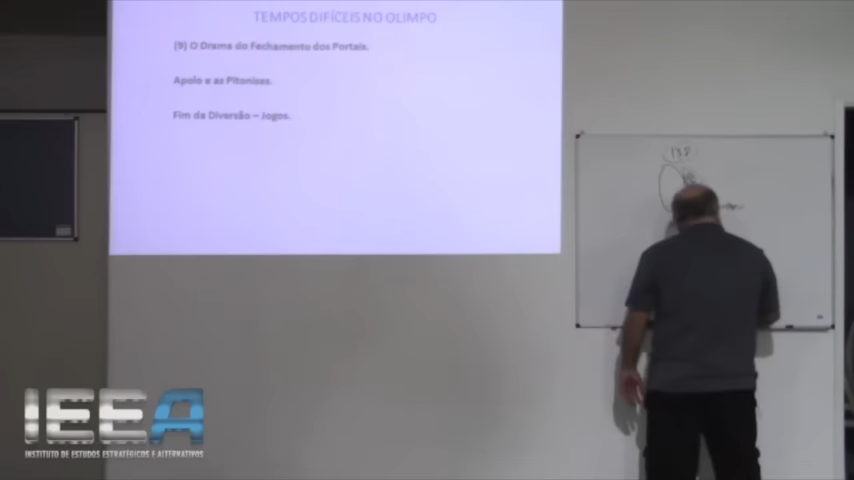 TEMPOS DIFÍCEIS NO OLIMPO
(9) O Drama do Fechamento dos Portais.
Apolo e as Pitonisas.
Fim da Diversão – Jogos.
138
IEEA
INSTITUTO DE ESTUDOS ESTRATÉGICOS E ALTERNATIVOS